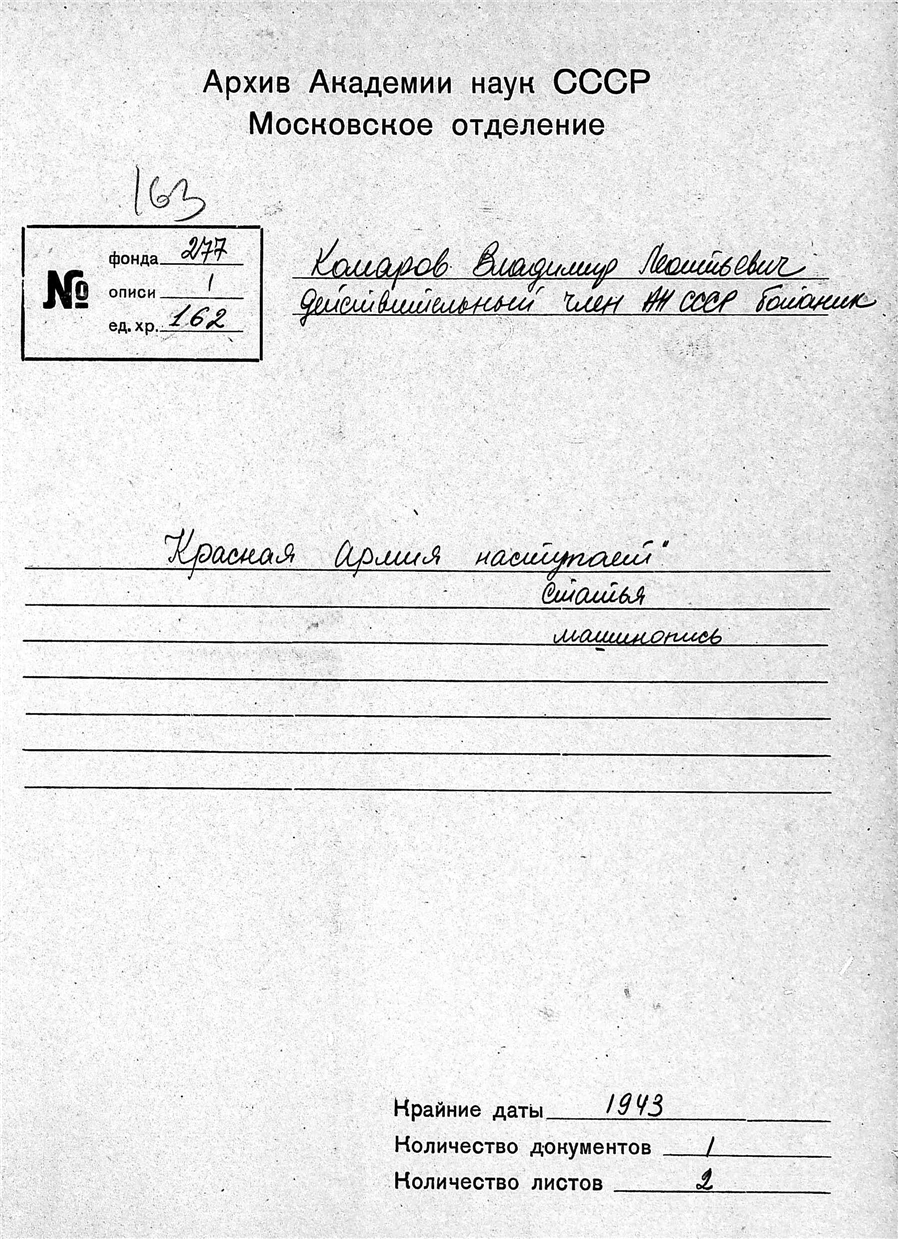 Архив Академии наук СССР
Московское отделение
163
№
фонда 277
описи 1
ед. хр. 162
Комаров Владимир Леонтьевич
действительный член АН СССР ботаник
"Красная Армия наступает"
статья
машинопись
Крайние даты 1943
Количество документов 1
Количество листов 2